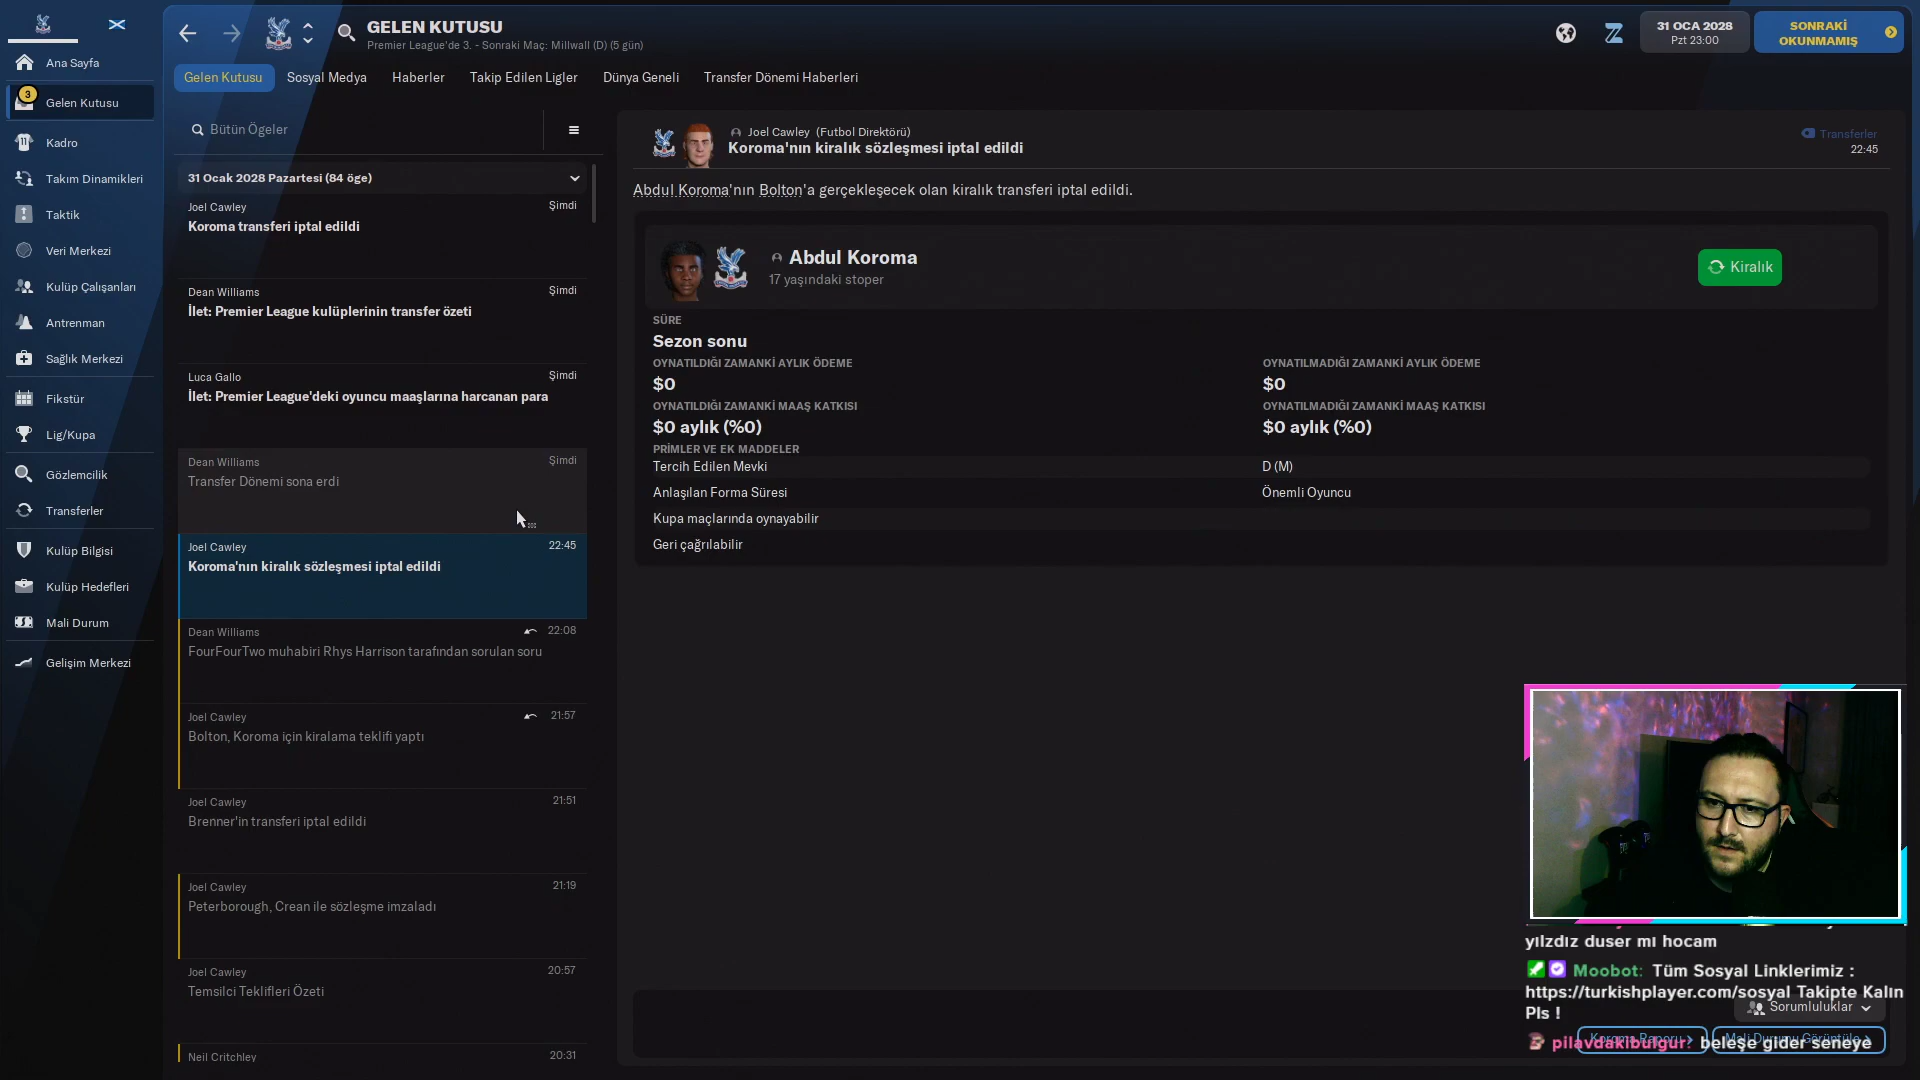 GELEN KUTUSU
Premier League'de 3. - Sonraki Maç: Millwall (D) (5 gün)
31 OCA 2028
Pzt 23:00
SONRAKİ
OKUNMAMIŞ
Ana Sayfa
3
Gelen Kutusu
Kadro
Takım Dinamikleri
Taktik
Veri Merkezi
Kulüp Çalışanları
Antrenman
Sağlık Merkezi
Fikstür
Lig/Kupa
Gözlemcilik
Transferler
Kulüp Bilgisi
Kulüp Hedefleri
Mali Durum
Gelişim Merkezi
Gelen Kutusu Sosyal Medya Haberler Takip Edilen Ligler Dünya Geneli Transfer Dönemi Haberleri
Bütün Ögeler
31 Ocak 2028 Pazartesi (84 öge)
Joel Cawley Şimdi
Koroma transferi iptal edildi
Dean Williams Şimdi
İlet: Premier League kulüplerinin transfer özeti
Luca Gallo Şimdi
İlet: Premier League'deki oyuncu maaşlarına harcanan para
Dean Williams Şimdi
Transfer Dönemi sona erdi
Joel Cawley 22:45
Koroma'nın kiralık sözleşmesi iptal edildi
Dean Williams 22:08
FourFourTwo muhabiri Rhys Harrison tarafından sorulan soru
Joel Cawley 21:57
Bolton, Koroma için kiralama teklifi yaptı
Joel Cawley 21:51
Brenner'in transferi iptal edildi
Joel Cawley 21:19
Peterborough, Crean ile sözleşme imzaladı
Joel Cawley 20:57
Temsilci Teklifleri Özeti
Neil Critchley 20:31
Joel Cawley (Futbol Direktörü)
Koroma'nın kiralık sözleşmesi iptal edildi
Transferler
22:45
Abdul Koroma'nın Bolton'a gerçekleşecek olan kiralık transferi iptal edildi.
Abdul Koroma
17 yaşındaki stoper
Kiralık
SÜRE
Sezon sonu
OYNATILDIĞI ZAMANKİ AYLIK ÖDEME OYNATILMADIĞI ZAMANKİ AYLIK ÖDEME
$0 $0
OYNATILDIĞI ZAMANKİ MAAŞ KATKISI OYNATILMADIĞI ZAMANKİ MAAŞ KATKISI
$0 aylık (%0) $0 aylık (%0)
PRİMLER VE EK MADDELER
Tercih Edilen Mevki D (M)
Anlaşılan Forma Süresi Önemli Oyuncu
Kupa maçlarında oynayabilir
Geri çağrılabilir
yılzdız duser mi hocam
Moobot: Tüm Sosyal Linklerimiz :
https://turkishplayer.com/sosyal Takipte Kalın
Pls !
Sorumluluklar
Koroma Raporu Mali Durumu Görüntüle
pilavdakibulgur: beleşe gider seneye